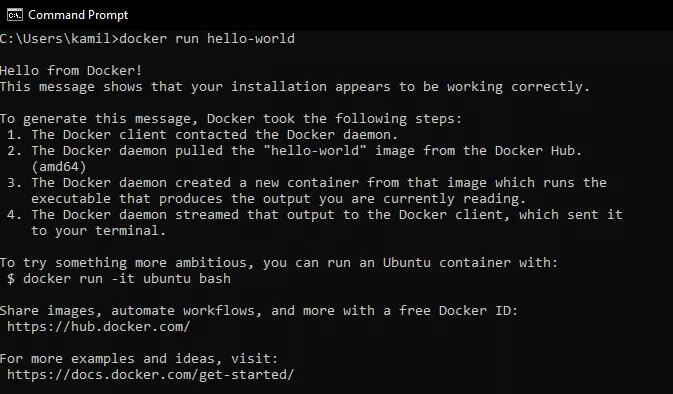 Command Prompt
C:\Users\kamil>docker run hello-world
Hello from Docker!
This message shows that your installation appears to be working correctly.
To generate this message, Docker took the following steps:
1. The Docker client contacted the Docker daemon.
2. The Docker daemon pulled the "hello-world" image from the Docker Hub.
(amd64)
3. The Docker daemon created a new container from that image which runs the
executable that produces the output you are currently reading.
4. The Docker daemon streamed that output to the Docker client, which sent it
to your terminal.
To try something more ambitious, you can run an Ubuntu container with:
$ docker run -it ubuntu bash
Share images, automate workflows, and more with a free Docker ID:
https://hub.docker.com/
For more examples and ideas, visit:
https://docs.docker.com/get-started/